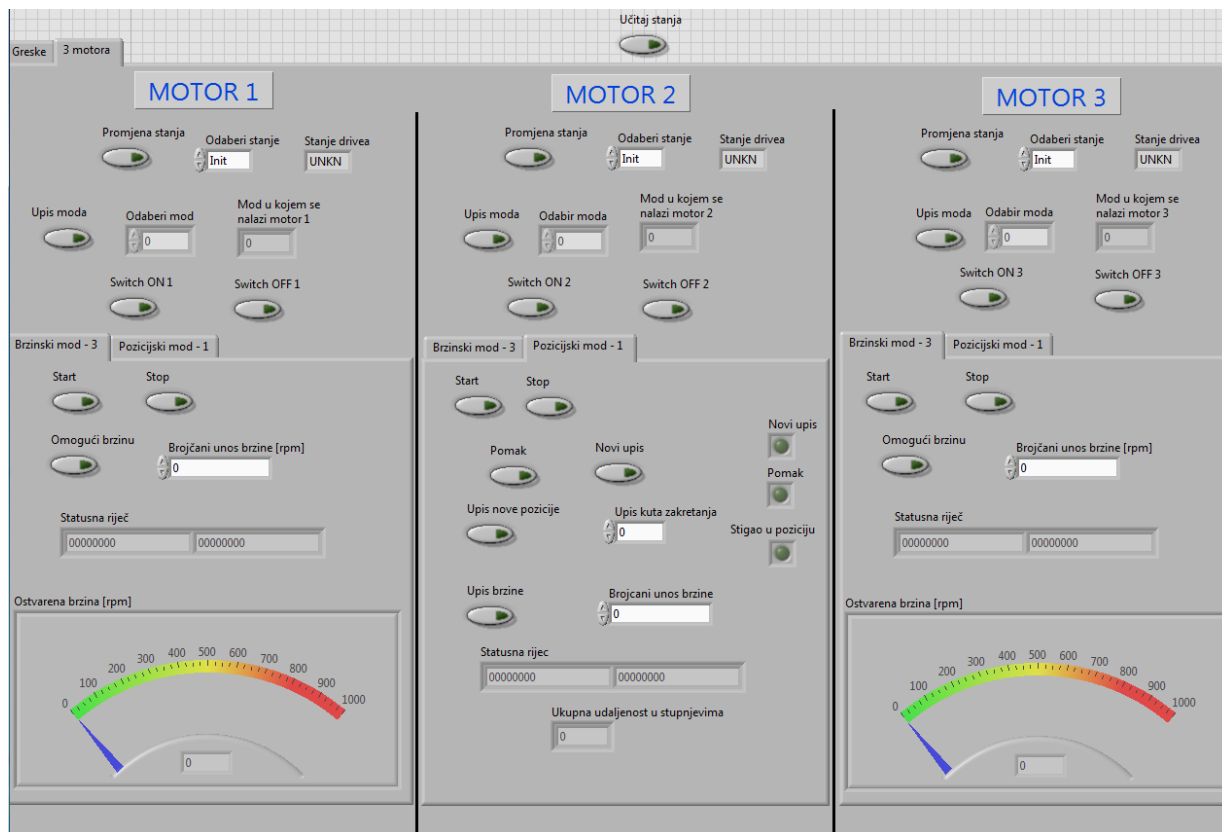 Učitaj stanja
Greske
3 motora
MOTOR 1
Promjena stanja
Odaberi stanje
Init
Stanje drivea
UNKN
Upis moda
Odaberi mod
0
Mod u kojem se
nalazi motor 1
0
Switch ON 1
Switch OFF 1
Brzinski mod - 3
Pozicijski mod - 1
Start
Stop
Omogući brzinu
Brojčani unos brzine [rpm]
0
Statusna riječ
00000000
00000000
Ostvarena brzina [rpm]
0
100
200
300
400
500
600
700
800
900
1000
0
MOTOR 2
Promjena stanja
Odaberi stanje
Init
Stanje drivea
UNKN
Upis moda
Odabir moda
0
Mod u kojem se
nalazi motor 2
0
Switch ON 2
Switch OFF 2
Brzinski mod - 3
Pozicijski mod - 1
Start
Stop
Novi upis
Pomak
Novi upis
Pomak
Upis nove pozicije
Upis kuta zakretanja
0
Stigao u poziciju
Upis brzine
Brojcani unos brzine
0
Statusna rijec
00000000
00000000
Ukupna udaljenost u stupnjevima
0
MOTOR 3
Promjena stanja
Odaberi stanje
Init
Stanje drivea
UNKN
Upis moda
Odabir moda
0
Mod u kojem se
nalazi motor 3
0
Switch ON 3
Switch OFF 3
Brzinski mod - 3
Pozicijski mod - 1
Start
Stop
Omogući brzinu
Brojčani unos brzine [rpm]
0
Statusna riječ
00000000
00000000
Ostvarena brzina [rpm]
0
100
200
300
400
500
600
700
800
900
1000
0